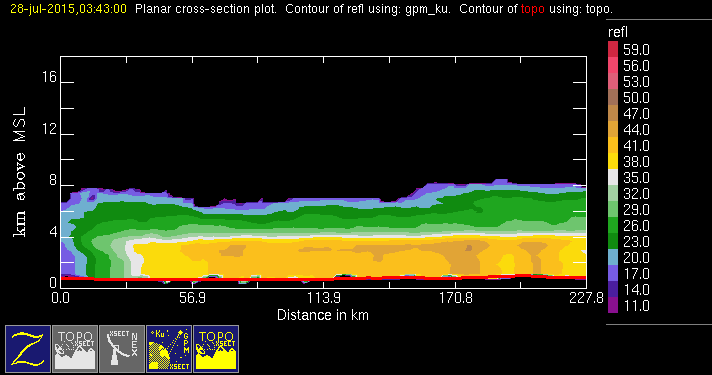 28-jul-2015,03:43:00 Planar cross-section plot. Contour of refl using: gpm_ku. Contour of topo using: topo.
refl
59.0
56.0
53.0
50.0
47.0
44.0
41.0
38.0
35.0
32.0
29.0
26.0
23.0
20.0
17.0
14.0
11.0
km above MSL
16
12
8
4
0
0.0 56.9 113.9 170.8 227.8
Distance in km
Z
TOPO XSECT
XSECT
Ku GPM XSECT
TOPO XSECT